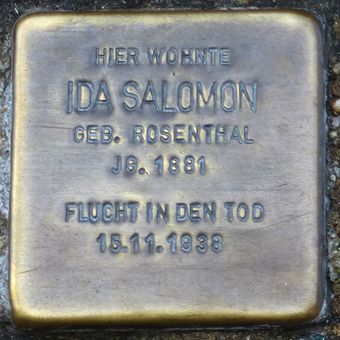 HIER WOHNTE
IDA SALOMON
GEB. ROSENTHAL
JG. 1881
FLUCHT IN DEN TOD
15.11.1938